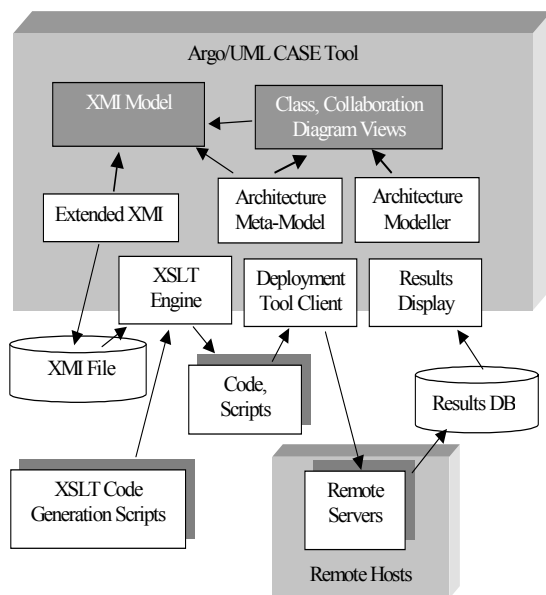 Argo/UML CASE Tool
XMI Model
Class, Collaboration
Diagram Views
Extended XMI
Architecture
Meta-Model
Architecture
Modeller
XSLT
Engine
Deployment
Tool Client
Results
Display
XMI File
Code,
Scripts
Results DB
XSLT Code
Generation Scripts
Remote
Servers
Remote Hosts